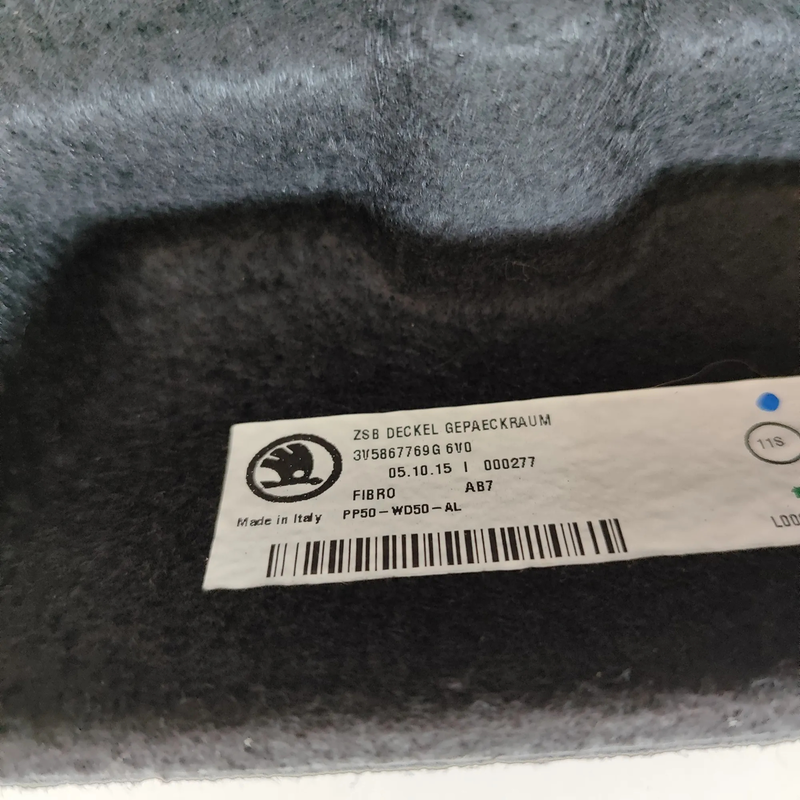 ZSB DECKEL GEPAECKRAUM
3V5867769G 6V0
05.10.15 | 000277
FIBRO AB7
Made in Italy PP50-WD50-AL
11S